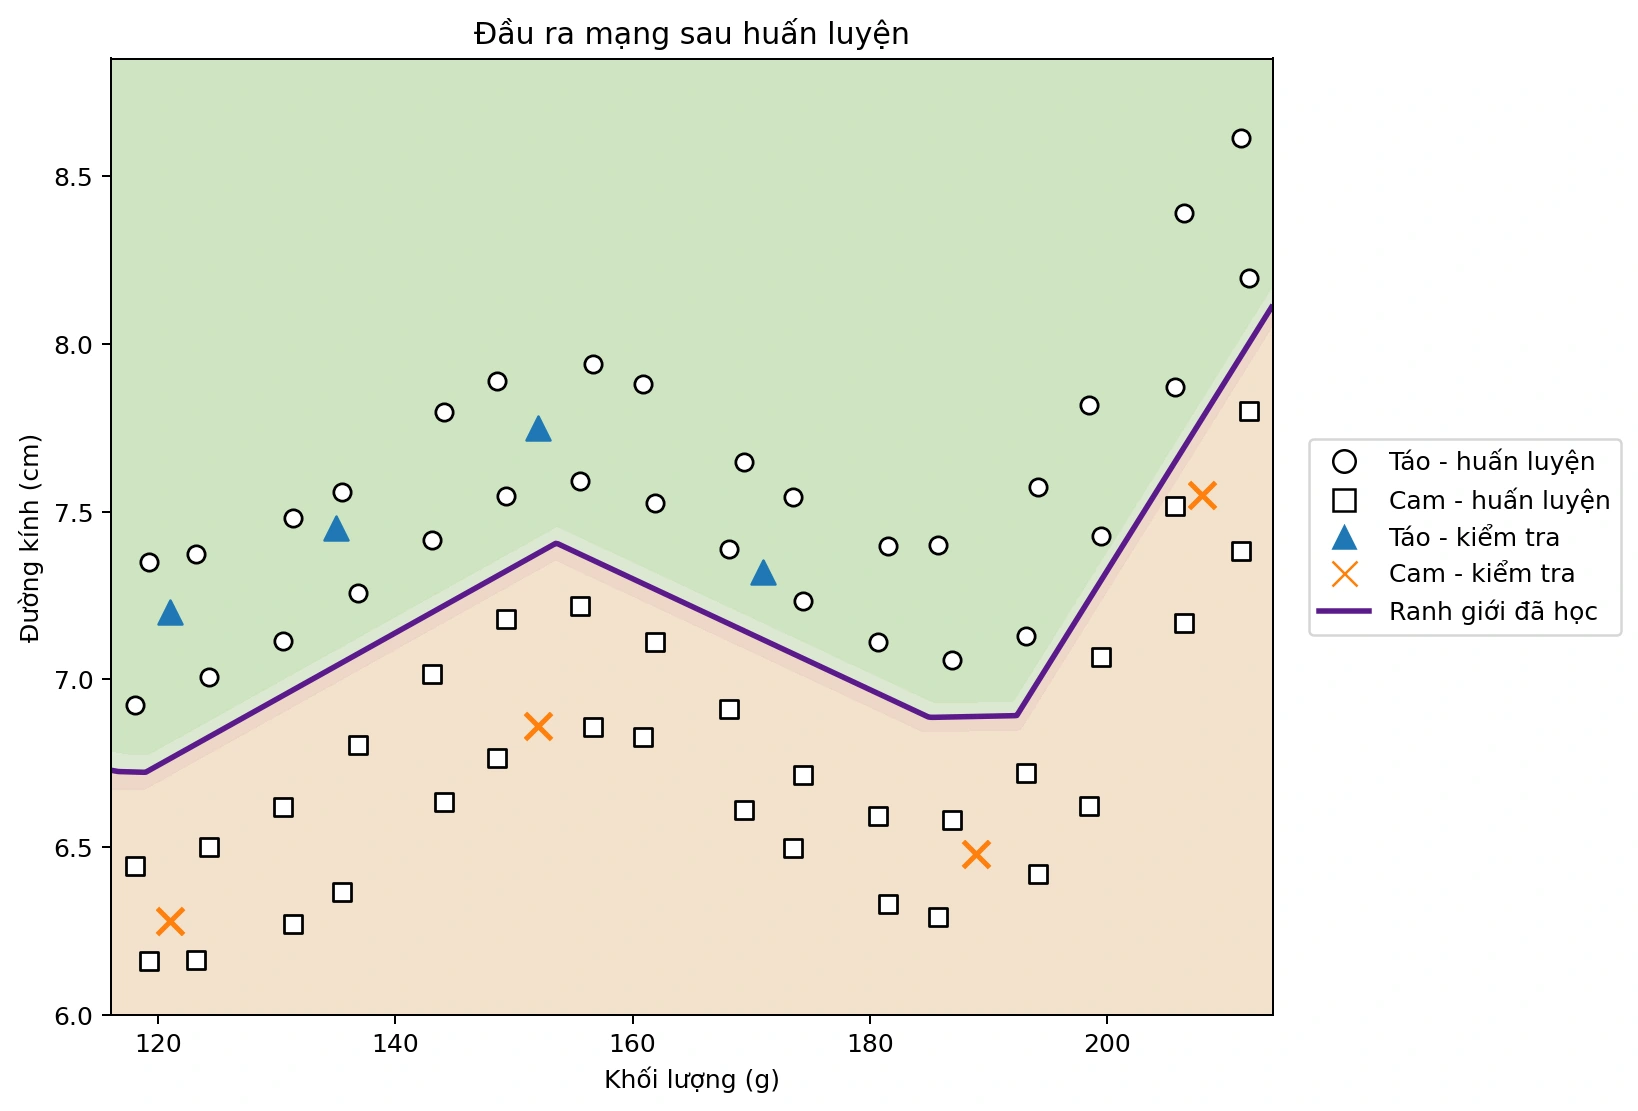 Đầu ra mạng sau huấn luyện
Đường kính (cm)
8.5
8.0
7.5
7.0
6.5
6.0
120
140
160
180
200
Khối lượng (g)
Táo - huấn luyện
Cam - huấn luyện
Táo - kiểm tra
Cam - kiểm tra
Ranh giới đã học